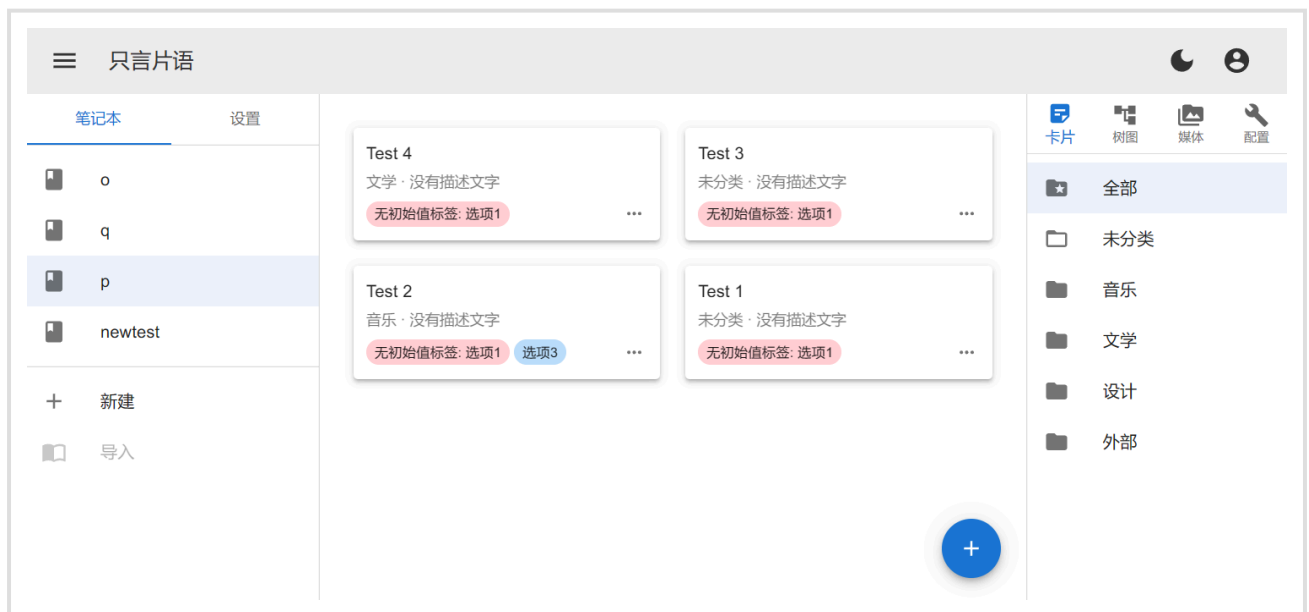 只言片语
笔记本 设置
o
q
p
newtest
新建
导入
Test 4
文学 · 没有描述文字
无初始值标签: 选项1
Test 3
未分类 · 没有描述文字
无初始值标签: 选项1
Test 2
音乐 · 没有描述文字
无初始值标签: 选项1 选项3
Test 1
未分类 · 没有描述文字
无初始值标签: 选项1
卡片 树图 媒体 配置
全部
未分类
音乐
文学
设计
外部